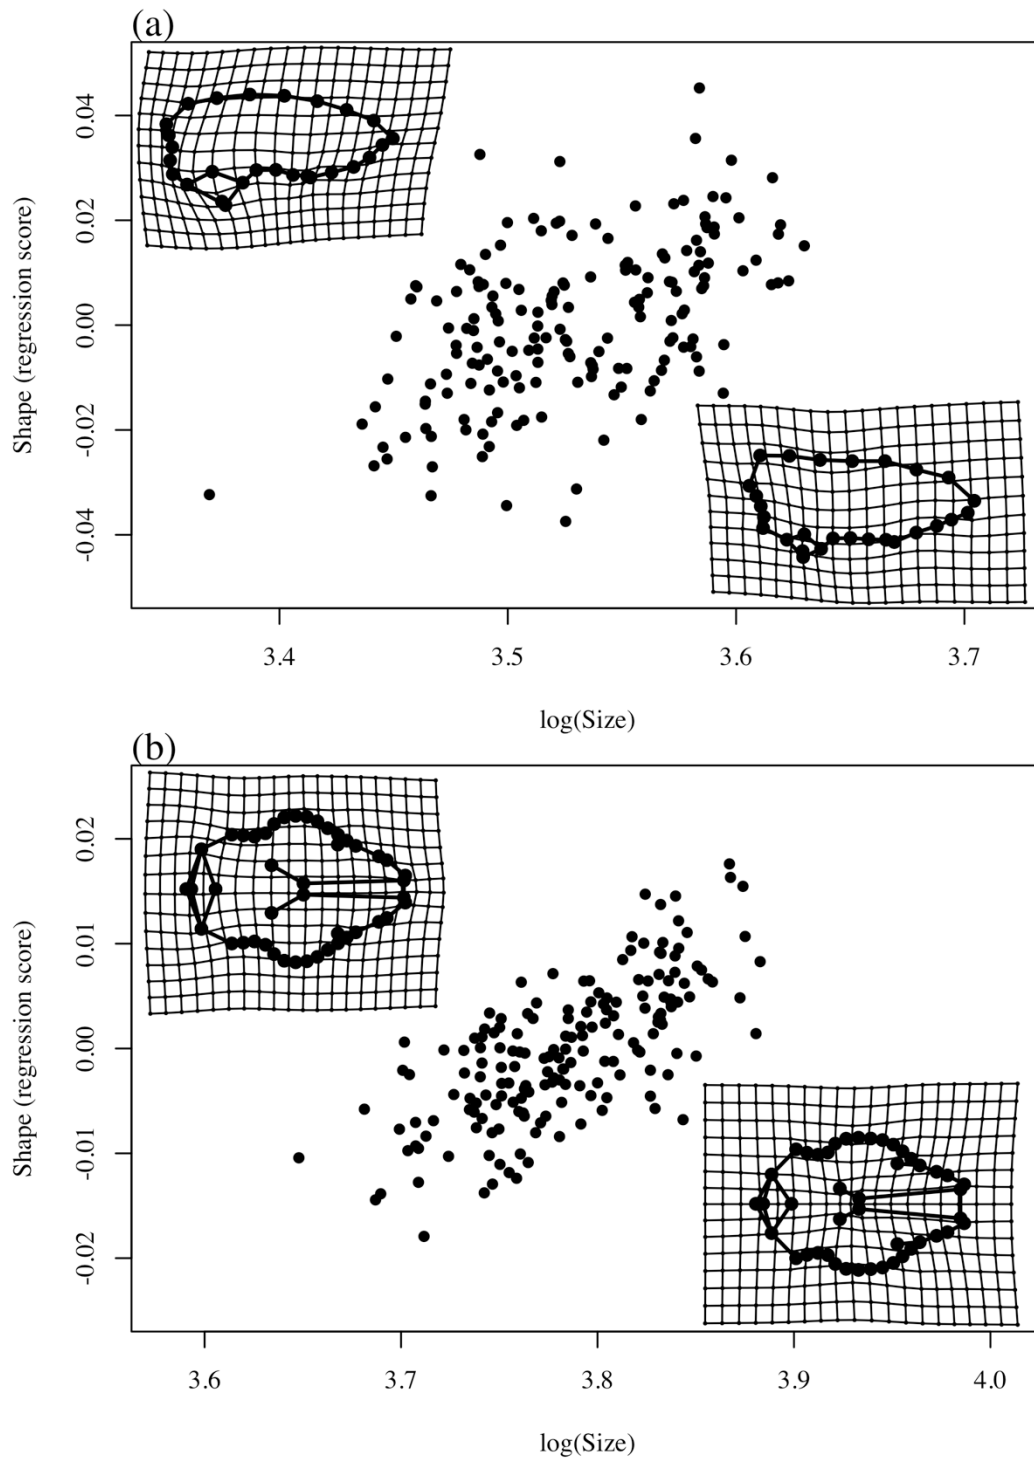 (a)
Shape (regression score)
0.04
0.02
0.00
-0.02
-0.04
3.4 3.5 3.6 3.7
log(Size)
(b)
Shape (regression score)
0.02
0.01
0.00
-0.01
-0.02
3.6 3.7 3.8 3.9 4.0
log(Size)